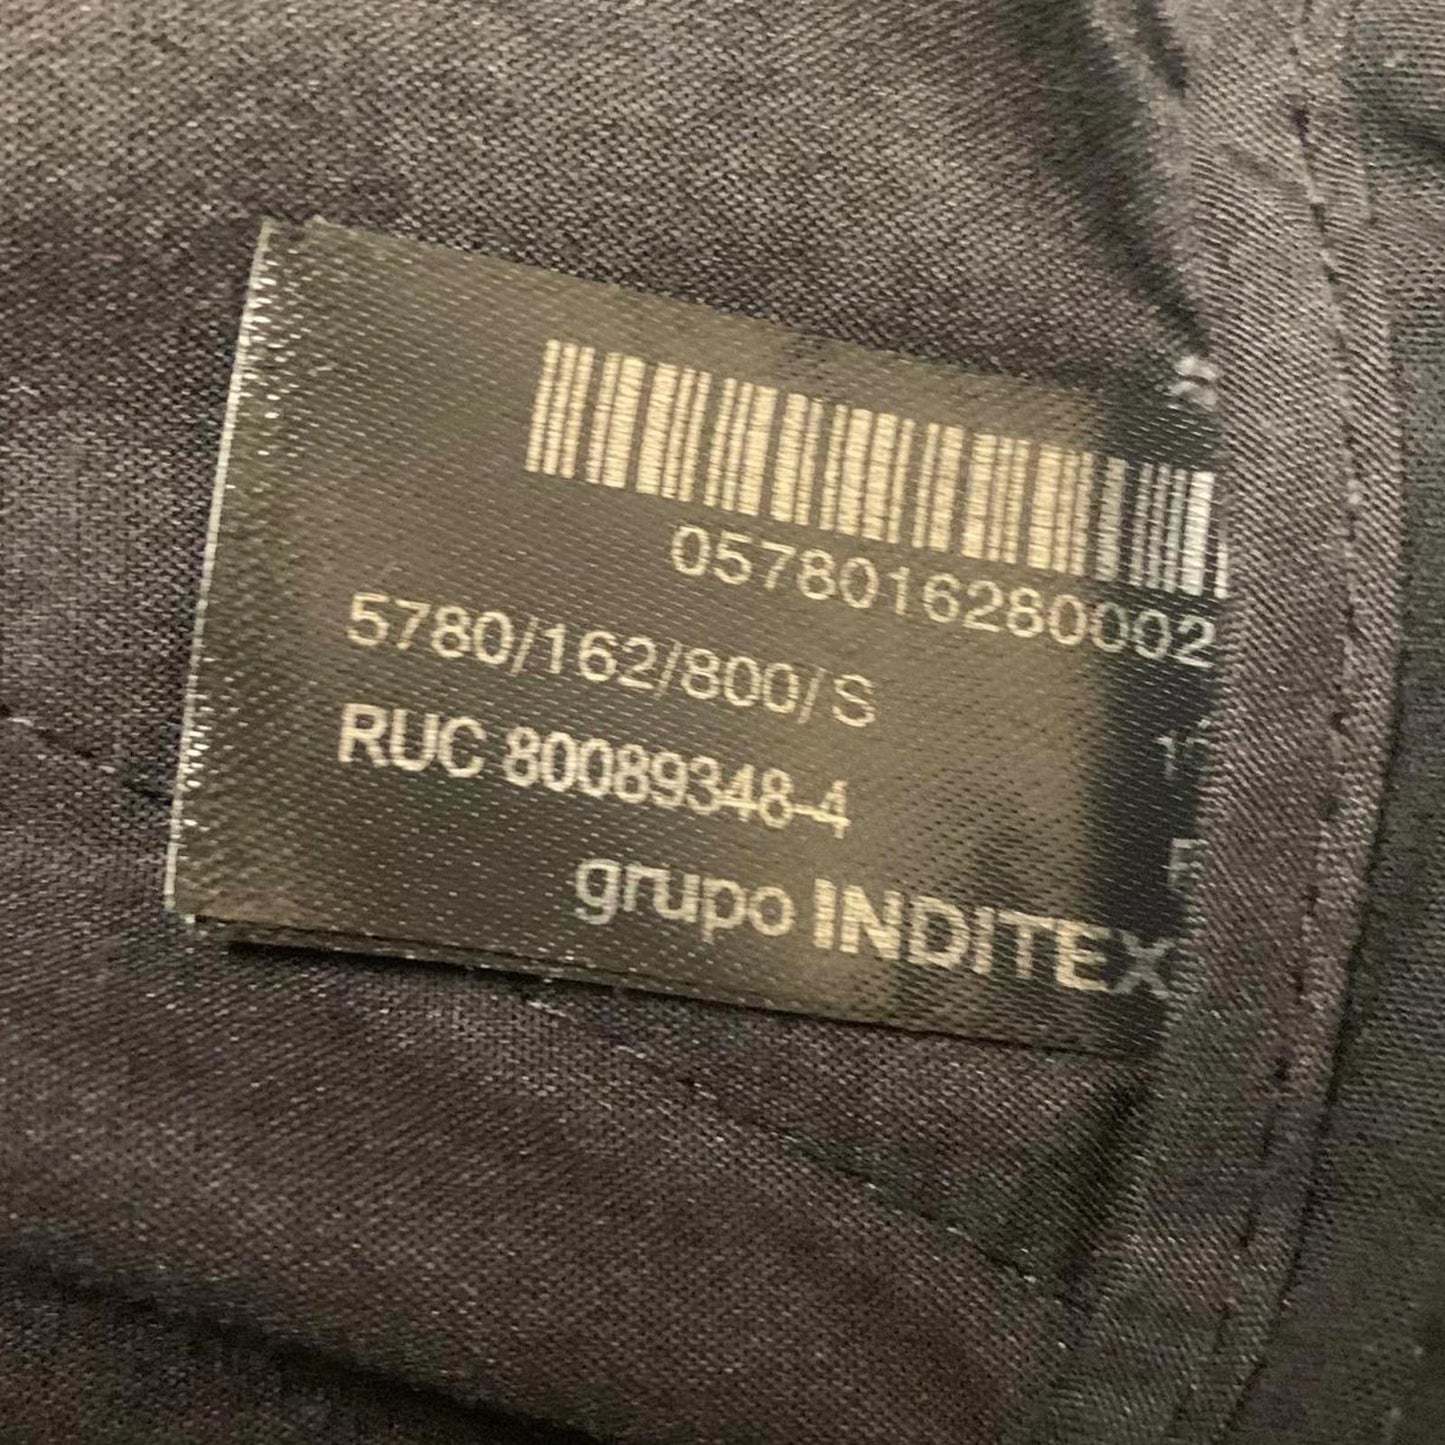 0578016280002
5780/162/800/S
RUC 80089348-4
grupo INDITEX